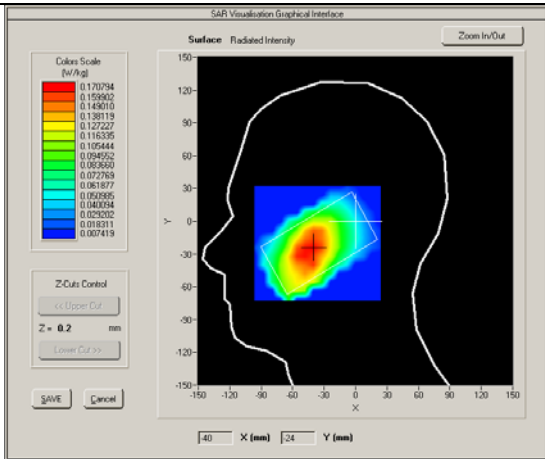 SAR Visualisation Graphical Interface
Surface Radiated Intensity
Zoom In/Out
Colors Scale
(W/kg)
0.170794
0.159902
0.149010
0.138119
0.127227
0.116335
0.105444
0.094552
0.083660
0.072769
0.061877
0.050985
0.040094
0.029202
0.018311
0.007419
150
120
90
60
30
0
-30
-60
-90
-120
-150
Y
-150 -120 -90 -60 -30 0 30 60 90 120 150
X
Z-Cuts Control
<< Upper Cut
Z = 0.2 mm
Lower Cut >>
SAVE Cancel
-40 X (mm) -24 Y (mm)